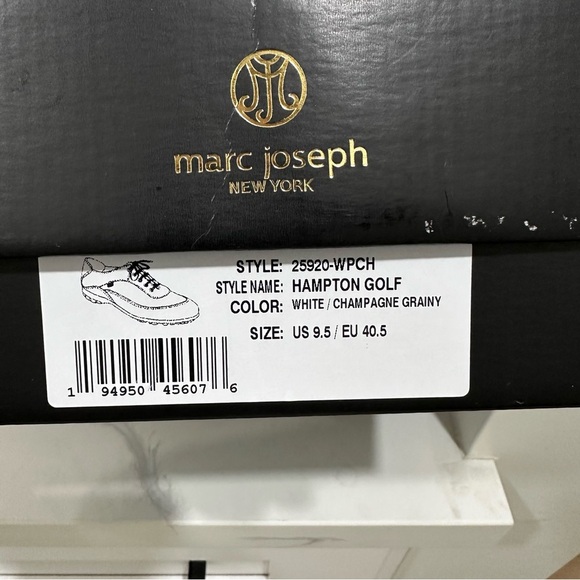 marc joseph
NEW YORK
STYLE: 25920-WPCH
STYLE NAME: HAMPTON GOLF
COLOR: WHITE / CHAMPAGNE GRAINY
SIZE: US 9.5 / EU 40.5
1 94950 45607 6